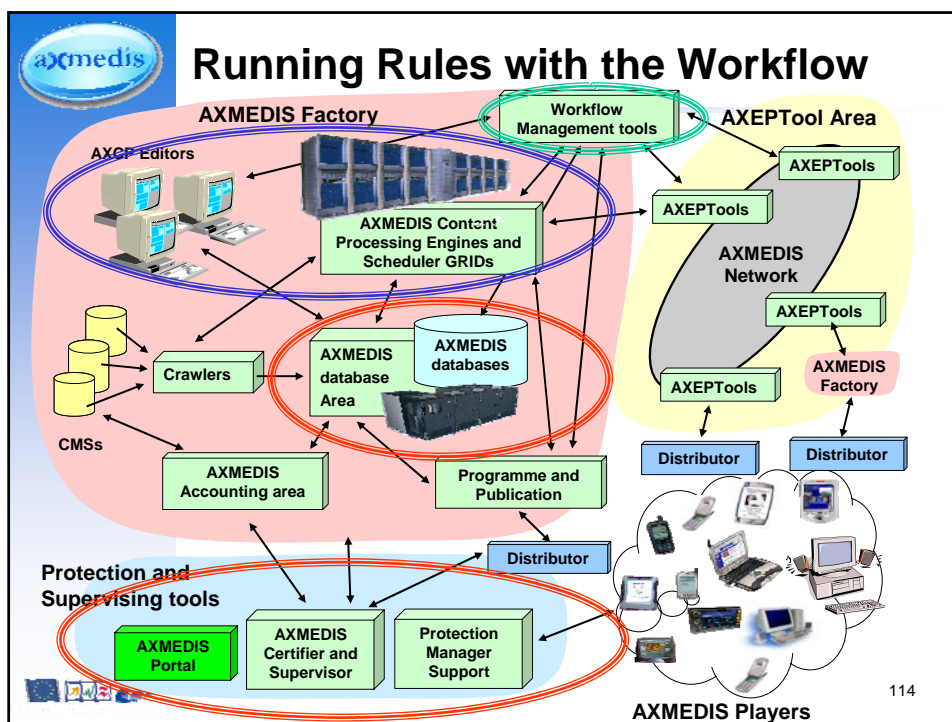 axmedis
Running Rules with the Workflow
AXMEDIS Factory
Workflow
Management tools
AXEPTool Area
AXCP Editors
AXEPTools
AXEPTools
AXMEDIS Content
Processing Engines and
Scheduler GRIDs
AXMEDIS
Network
AXEPTools
AXMEDIS
database
Area
AXMEDIS
databases
Crawlers
AXMEDIS
Factory
AXEPTools
CMSs
Distributor
Distributor
AXMEDIS
Accounting area
Programme and
Publication
Distributor
Protection and
Supervising tools
AXMEDIS
Portal
AXMEDIS
Certifier and
Supervisor
Protection
Manager
Support
114
AXMEDIS Players